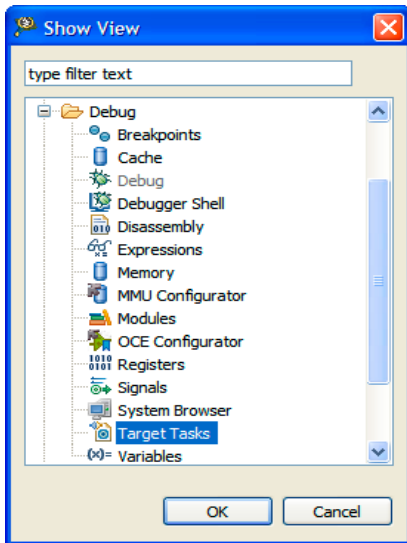 Show View
type filter text
Debug
Breakpoints
Cache
Debug
Debugger Shell
Disassembly
Expressions
Memory
MMU Configurator
Modules
OCE Configurator
Registers
Signals
System Browser
Target Tasks
(x)= Variables
OK Cancel